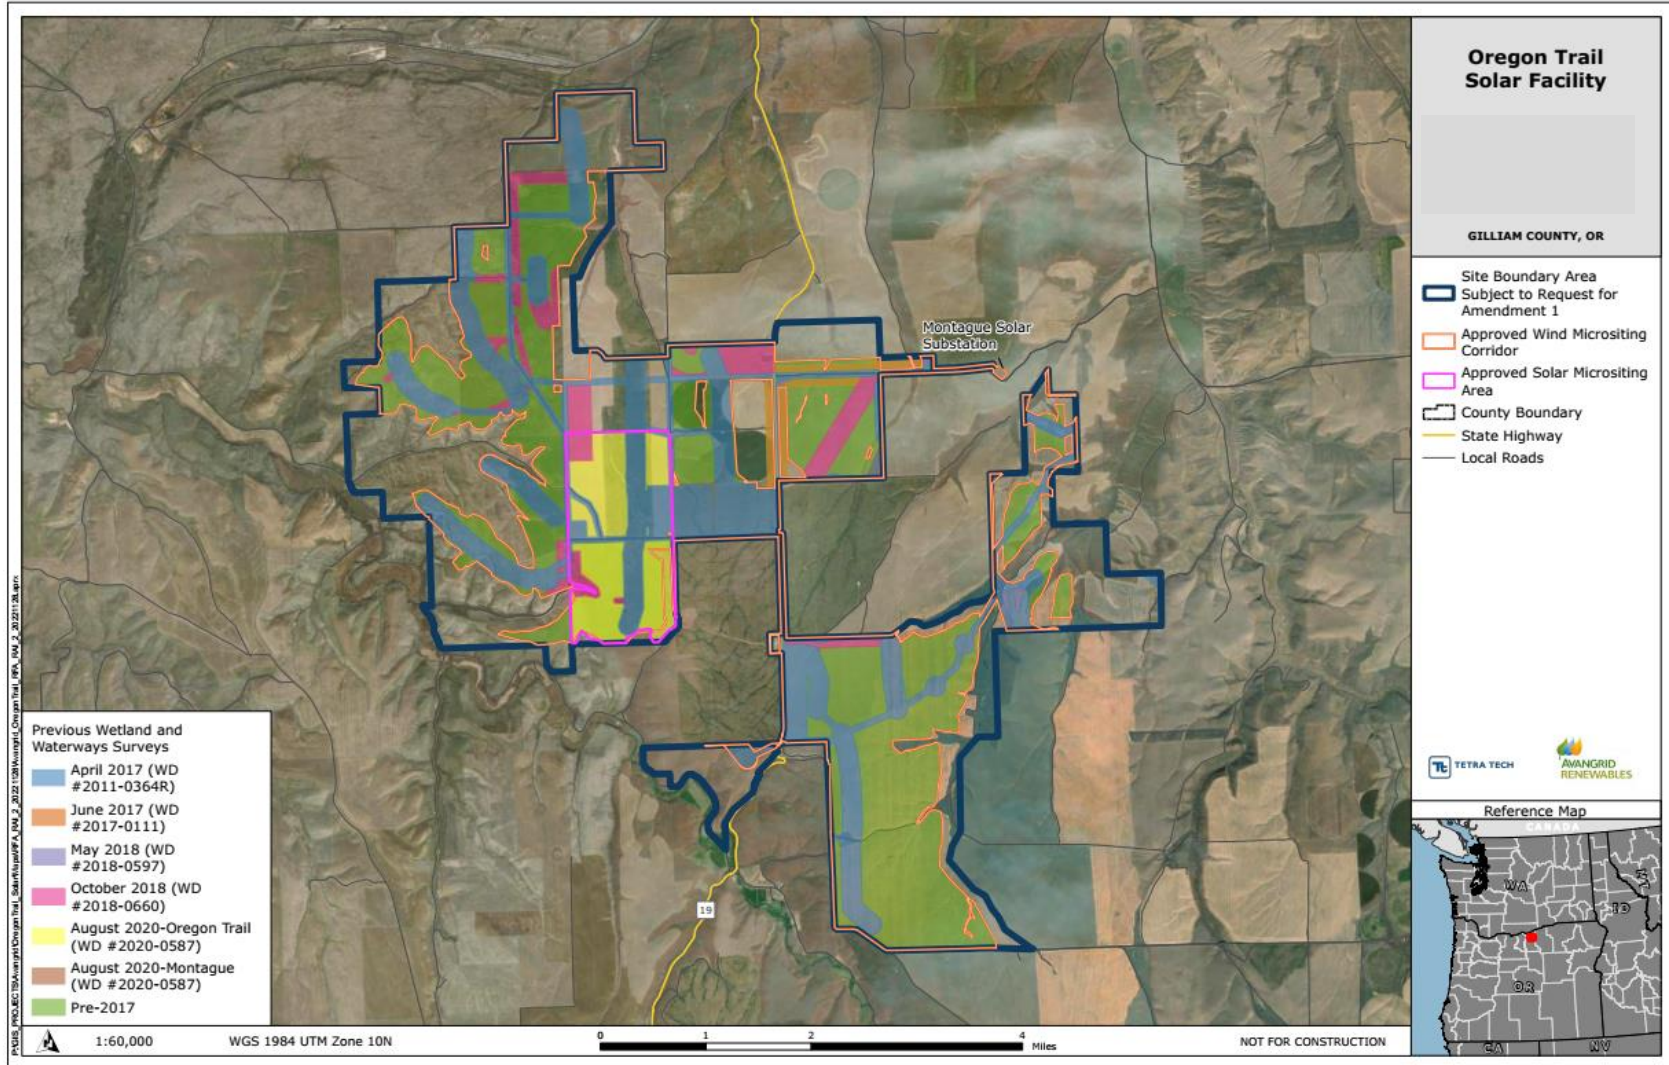 Oregon Trail
Solar Facility
GILLIAM COUNTY, OR
Site Boundary Area
Subject to Request for
Amendment 1
Approved Wind Micrositing
Corridor
Approved Solar Micrositing
Area
County Boundary
State Highway
Local Roads
Montague Solar
Substation
19
Previous Wetland and
Waterways Surveys
April 2017 (WD
#2011-0364R)
June 2017 (WD
#2017-0111)
May 2018 (WD
#2018-0597)
October 2018 (WD
#2018-0660)
August 2020-Oregon Trail
(WD #2020-0587)
August 2020-Montague
(WD #2020-0587)
Pre-2017
TETRA TECH
AVANGRID
RENEWABLES
Reference Map
CANADA
WA
ID
OR
CA
NV
1:60,000
WGS 1984 UTM Zone 10N
0 1 2 4
Miles
NOT FOR CONSTRUCTION